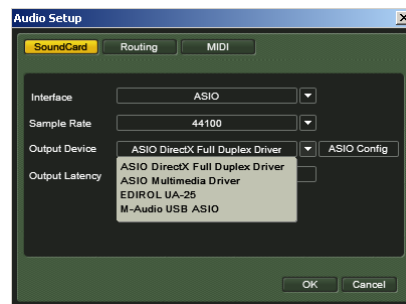 Audio Setup
SoundCard Routing MIDI
Interface ASIO
Sample Rate 44100
Output Device ASIO DirectX Full Duplex Driver ASIO Config
Output Latency
ASIO DirectX Full Duplex Driver
ASIO Multimedia Driver
EDIROL UA-25
M-Audio USB ASIO
OK Cancel